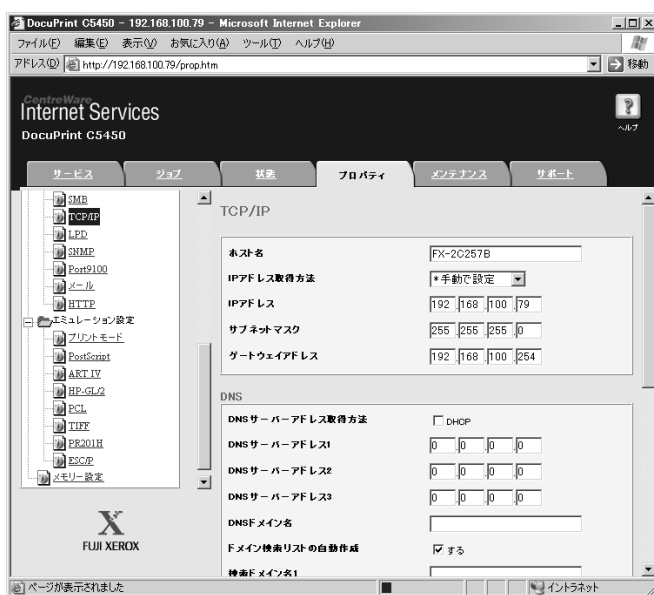 DocuPrint C5450 - 192.168.100.79 - Microsoft Internet Explorer
ファイル(F) 編集(E) 表示(V) お気に入り(A) ツール(T) ヘルプ(H)
アドレス(D) http://192.168.100.79/prop.htm 移動
CentreWare
Internet Services
DocuPrint C5450
ヘルプ
サービス ジョブ 状態 プロパティ メンテナンス サポート
SMB
TCP/IP
LPD
SNMP
Port9100
メール
HTTP
エミュレーション設定
プリントモード
PostScript
ART IV
HP-GL/2
PCL
TIFF
PR201H
ESC/P
メモリー設定
X
FUJI XEROX
TCP/IP
ホスト名 FX-2C257B
IPアドレス取得方法 *手動で設定
IPアドレス 192 .168 .100 .79
サブネットマスク 255 .255 .255 .0
ゲートウェイアドレス 192 .168 .100 .254
DNS
DNSサーバーアドレス取得方法 DHCP
DNSサーバーアドレス1 0 .0 .0 .0
DNSサーバーアドレス2 0 .0 .0 .0
DNSサーバーアドレス3 0 .0 .0 .0
DNSドメイン名
ドメイン検索リストの自動作成 する
検索ドメイン名1
ページが表示されました イントラネット